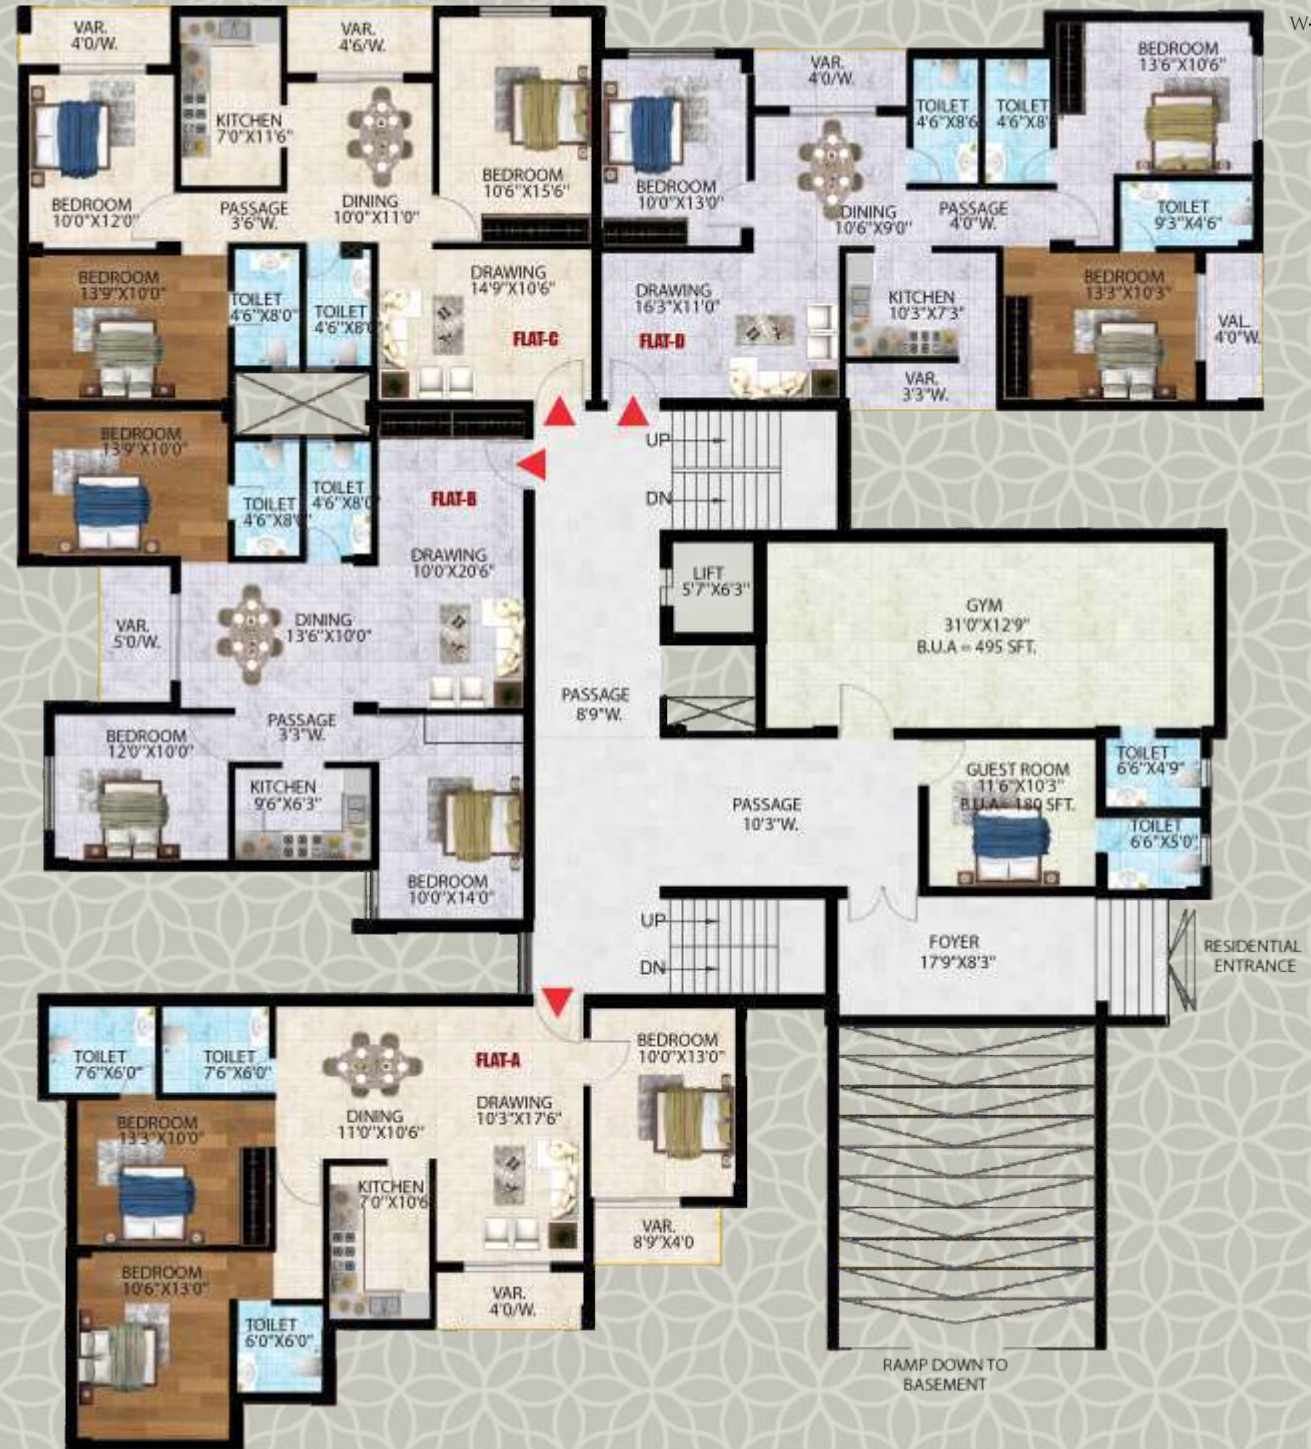 VAR.
4'0/W.
KITCHEN
7'0"X11'6"
VAR.
4'6/W.
BEDROOM
10'6"X15'6"
BEDROOM
10'0"X12'0"
PASSAGE
3'6"W.
DINING
10'0"X11'0"
BEDROOM
13'9"X10'0"
TOILET
4'6"X8'0"
TOILET
4'6"X8'0
DRAWING
14'9"X10'6"
FLAT-C
BEDROOM
10'0"X13'0"
VAR.
4'0/W.
TOILET
4'6"X8'6
TOILET
4'6"X8'
BEDROOM
13'6"X10'6"
DINING
10'6"X9'0"
PASSAGE
4'0"W.
TOILET
9'3"X4'6"
DRAWING
16'3"X11'0"
FLAT-D
KITCHEN
10'3"X7'3"
BEDROOM
13'3"X10'3"
VAL.
4'0"W.
VAR.
3'3"W.
BEDROOM
13'9"X10'0"
TOILET
4'6"X8'0"
TOILET
4'6"X8'0
FLAT-B
DRAWING
10'0"X20'6"
VAR.
5'0/W.
DINING
13'6"X10'0"
BEDROOM
12'0"X10'0"
PASSAGE
3'3"W.
KITCHEN
9'6"X6'3"
BEDROOM
10'0"X14'0"
UP
DN
LIFT
5'7"X6'3"
GYM
31'0"X12'9"
B.U.A = 495 SFT.
PASSAGE
8'9"W.
PASSAGE
10'3"W.
GUEST ROOM
11'6"X10'3"
B.U.A= 180 SFT.
TOILET
6'6"X4'9"
TOILET
6'6"X5'0"
UP
DN
FOYER
17'9"X8'3"
RESIDENTIAL
ENTRANCE
TOILET
7'6"X6'0"
TOILET
7'6"X6'0"
FLAT-A
BEDROOM
10'0"X13'0"
BEDROOM
13'3"X10'0"
DINING
11'0"X10'6"
DRAWING
10'3"X17'6"
KITCHEN
7'0"X10'6
VAR.
8'9"X4'0
BEDROOM
10'6"X13'0"
VAR.
4'0/W.
TOILET
6'0"X6'0"
RAMP DOWN TO
BASEMENT